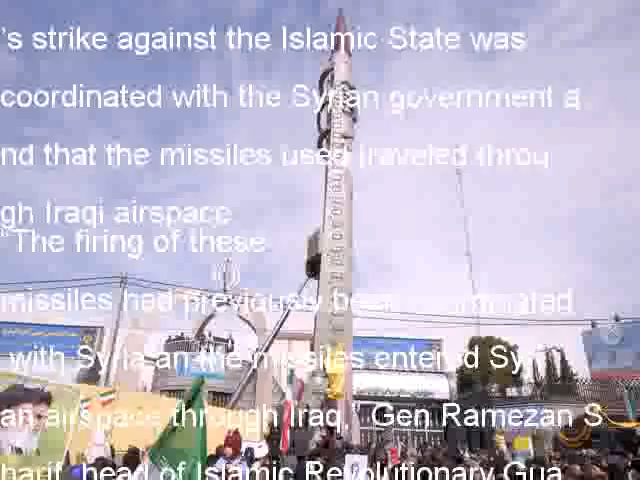 's strike against the Islamic State was
coordinated with the Syrian government a
nd that the missiles used traveled throu
gh Iraqi airspace
"The firing of these
missiles had previously been coordinated
with Syria an the missiles entered Syri
an airspace through Iraq," Gen Ramezan S
harif, head of Islamic Revolutionary Gua